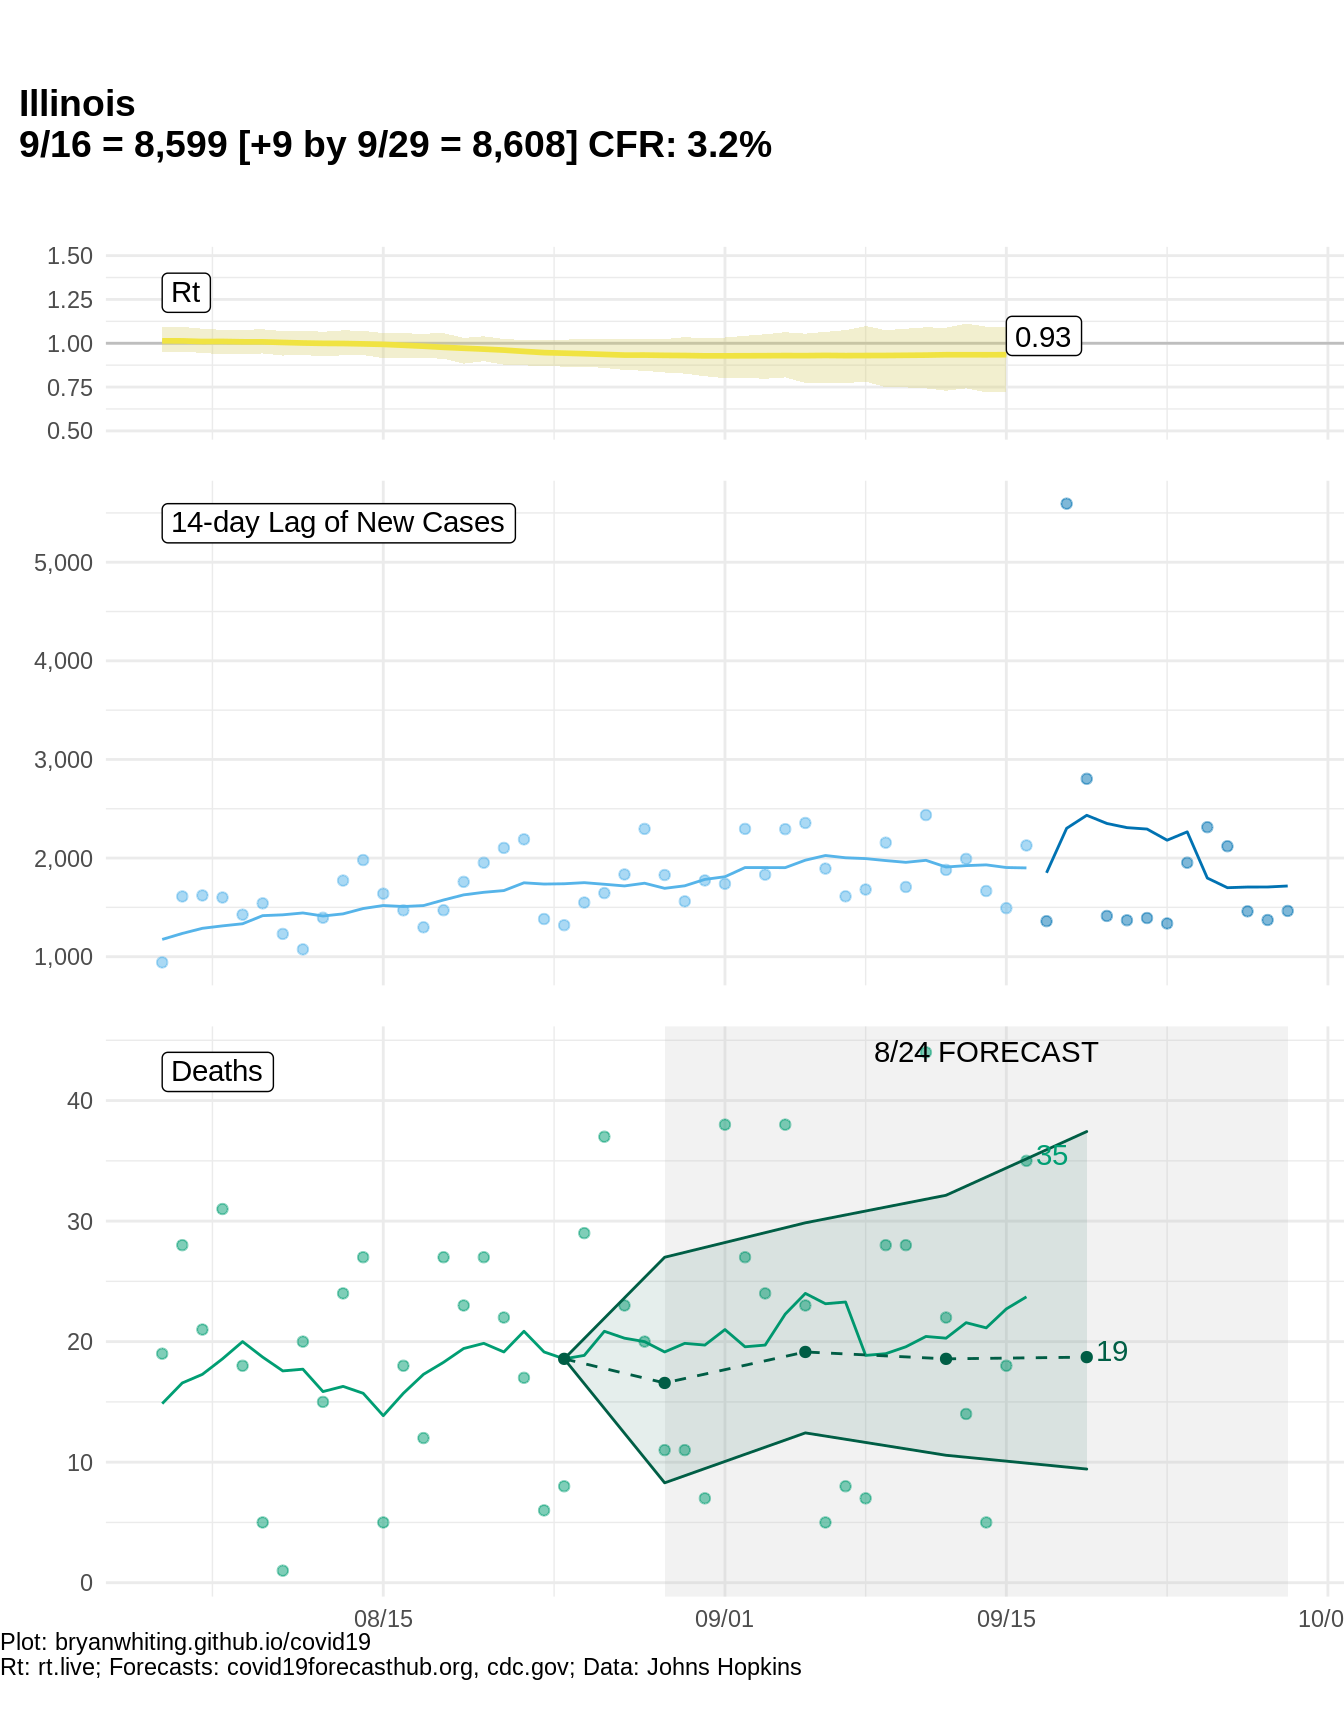 Illinois
9/16 = 8,599 [+9 by 9/29 = 8,608] CFR: 3.2%
1.50
Rt
1.25
1.00
0.93
0.75
0.50
14-day Lag of New Cases
5,000
4,000
3,000
2,000
1,000
8/24 FORECAST
Deaths
40
35
30
20
19
10
0
08/15 09/01 09/15 10/0
Plot: bryanwhiting.github.io/covid19
Rt: rt.live; Forecasts: covid19forecasthub.org, cdc.gov; Data: Johns Hopkins